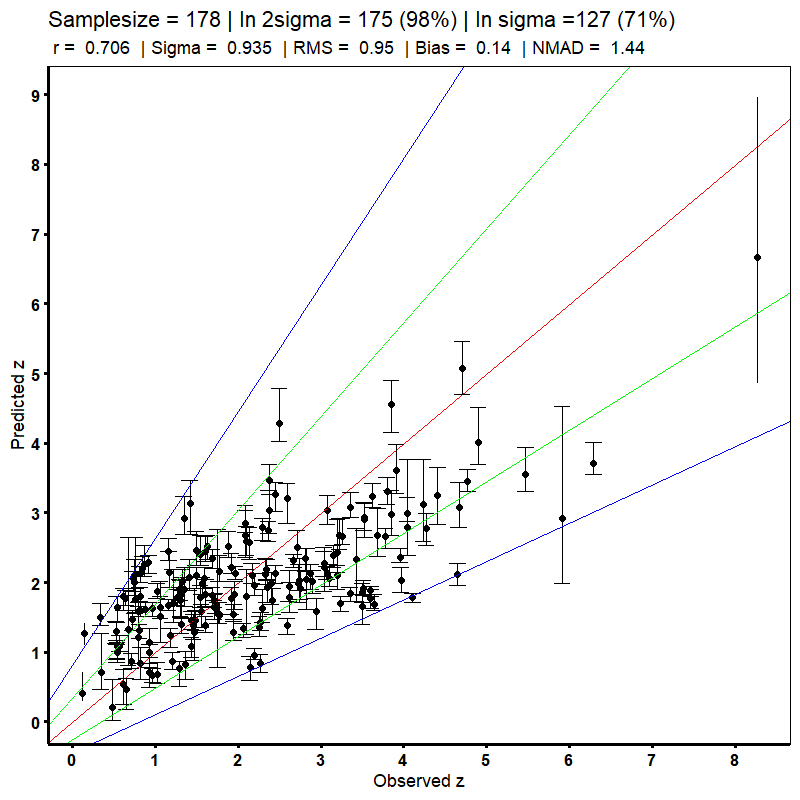 Samplesize = 178 | In 2sigma = 175 (98%) | In sigma =127 (71%)
r = 0.706 | Sigma = 0.935 | RMS = 0.95 | Bias = 0.14 | NMAD = 1.44
9
8
7
6
5
4
3
2
1
0
Predicted z
0 1 2 3 4 5 6 7 8
Observed z